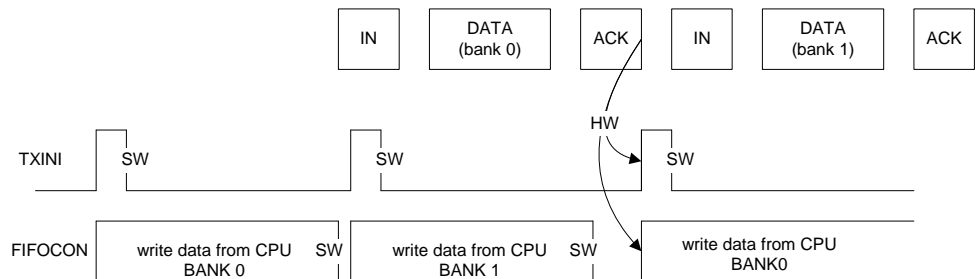 IN
DATA
(bank 0)
ACK
IN
DATA
(bank 1)
ACK
HW
TXINI
SW
SW
SW
FIFOCON
write data from CPU
BANK 0
SW
write data from CPU
BANK 1
SW
write data from CPU
BANK0